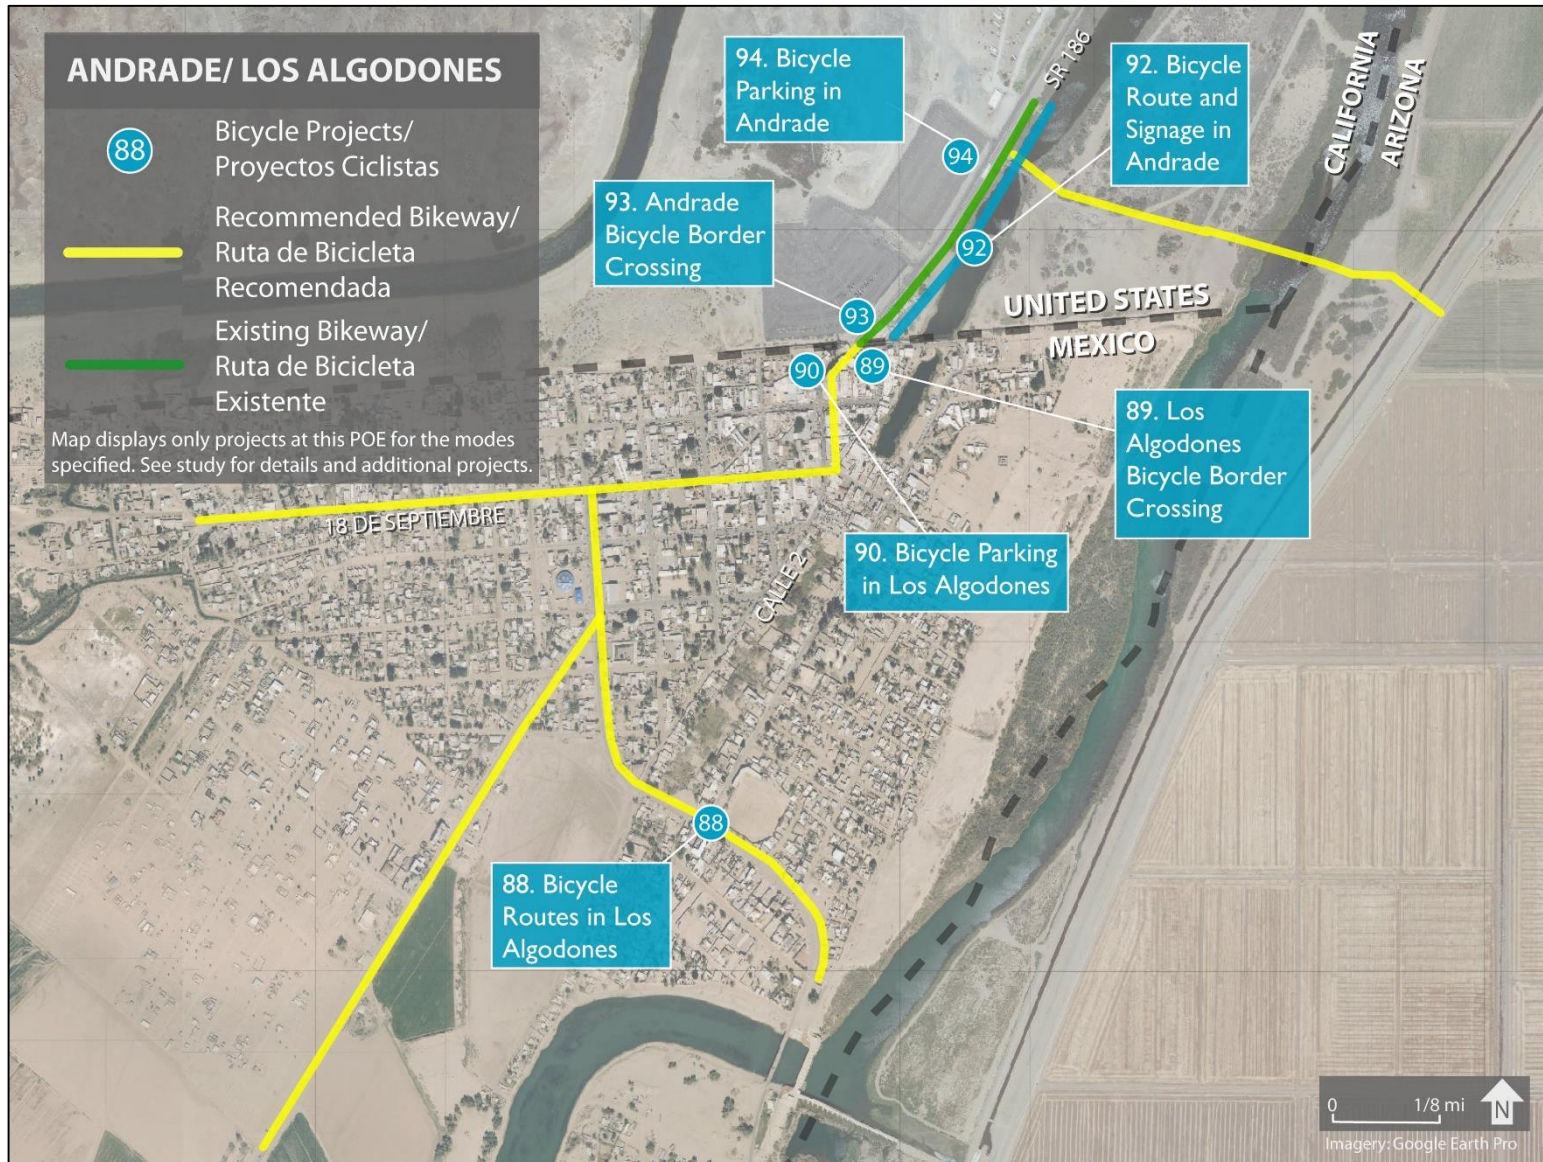 ANDRADE/ LOS ALGODONES
88
Bicycle Projects/
Proyectos Ciclistas
Recommended Bikeway/
Ruta de Bicicleta
Recomendada
Existing Bikeway/
Ruta de Bicicleta
Existente
Map displays only projects at this POE for the modes
specified. See study for details and additional projects.
94. Bicycle
Parking in
Andrade
SR 186
92. Bicycle
Route and
Signage in
Andrade
CALIFORNIA
ARIZONA
94
93. Andrade
Bicycle Border
Crossing
92
93
UNITED STATES
MEXICO
90
89
89. Los
Algodones
Bicycle Border
Crossing
18 DE SEPTIEMBRE
CALLE 2
90. Bicycle Parking
in Los Algodones
88
88. Bicycle
Routes in Los
Algodones
0 1/8 mi
N
Imagery: Google Earth Pro